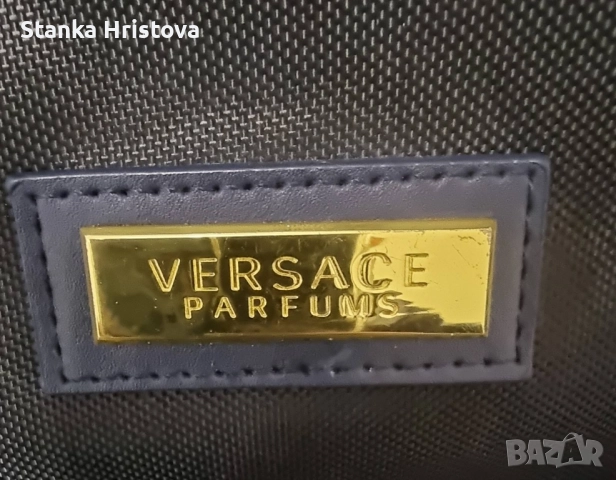 Stanka Hristova
VERSACE
PARFUMS
BAZAR